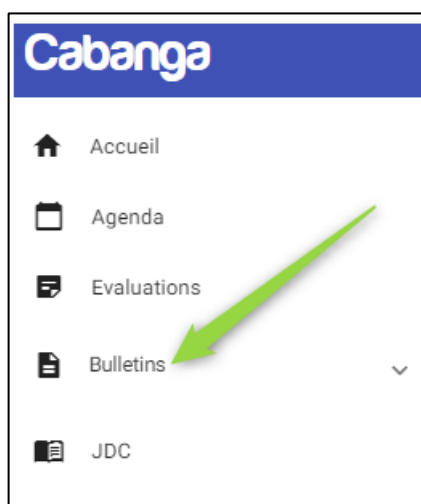 Cabanga
Accueil
Agenda
Evaluations
Bulletins
JDC